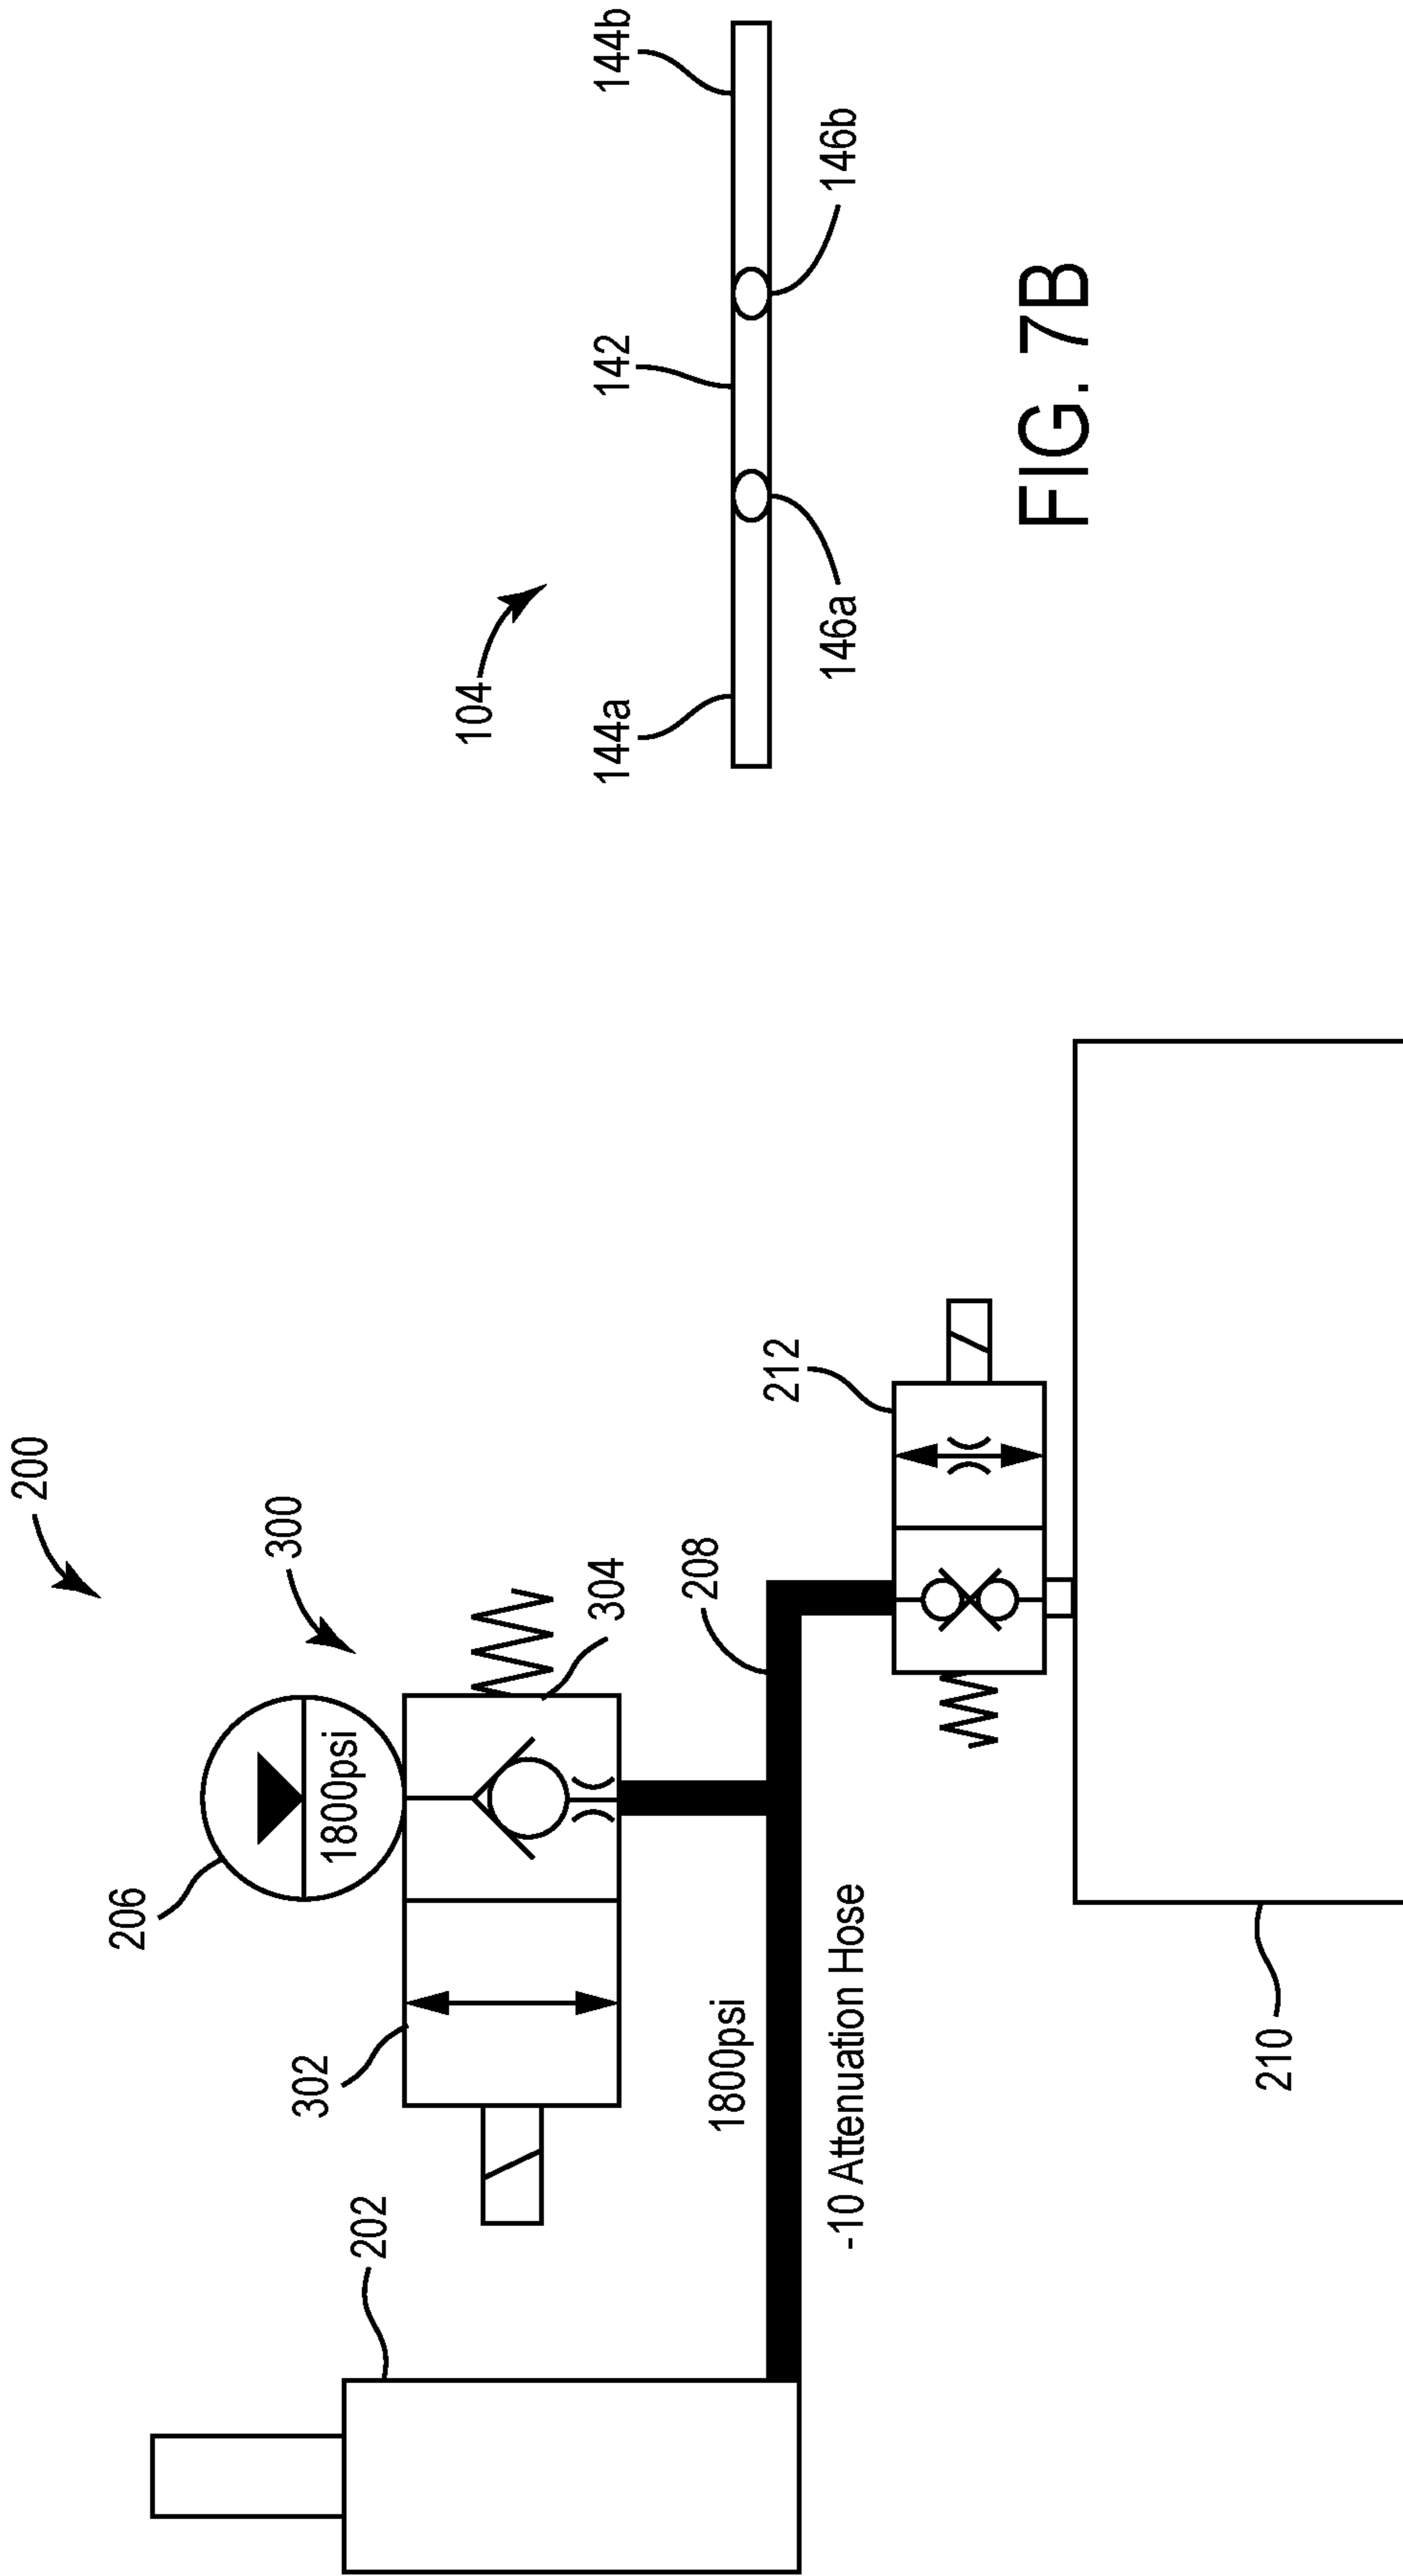 200
206
1800psi
300
302
304
202
1800psi
208
-10 Attenuation Hose
212
210
104
144a
142
144b
146a
146b
FIG. 7B